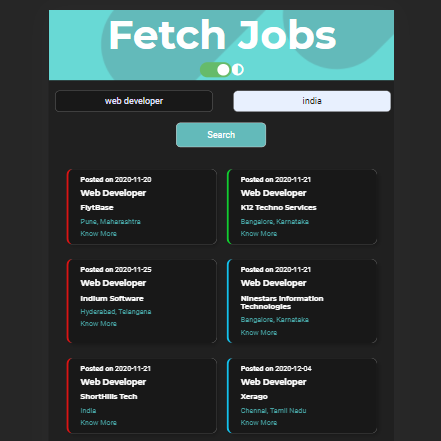 Fetch Jobs
web developer
india
Search
Posted on 2020-11-20
Web Developer
FlytBase
Pune, Maharashtra
Know More
Posted on 2020-11-21
Web Developer
K12 Techno Services
Bangalore, Karnataka
Know More
Posted on 2020-11-25
Web Developer
Indium Software
Hyderabad, Telangana
Know More
Posted on 2020-11-21
Web Developer
Ninestars Information
Technologies
Bangalore, Karnataka
Know More
Posted on 2020-11-21
Web Developer
ShortHills Tech
India
Know More
Posted on 2020-12-04
Web Developer
Xerago
Chennai, Tamil Nadu
Know More